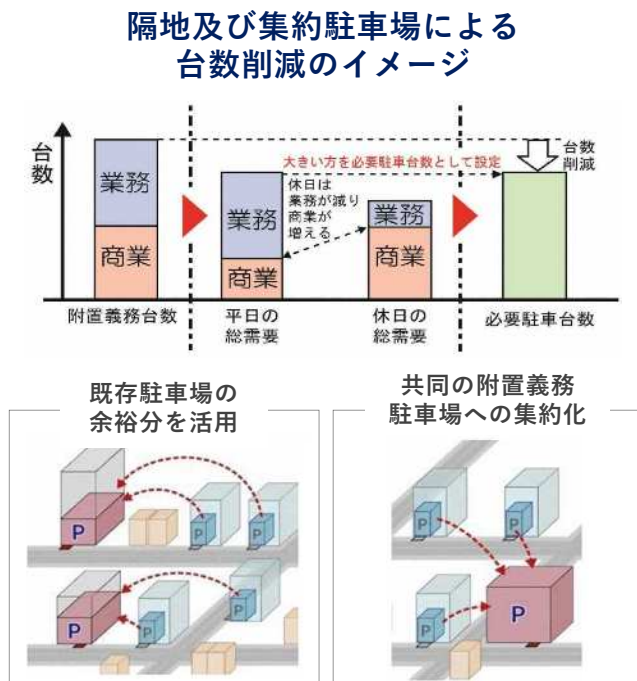 隔地及び集約駐車場による
台数削減のイメージ
台数
業務
商業
附置義務台数
業務
商業
平日の
総需要
大きい方を必要駐車台数として設定
休日は
業務が減り
商業が
増える
業務
商業
休日の
総需要
台数
削減
必要駐車台数
既存駐車場の
余裕分を活用
P
P
P
P
P
P
共同の附置義務
駐車場への集約化
P
P
P
P